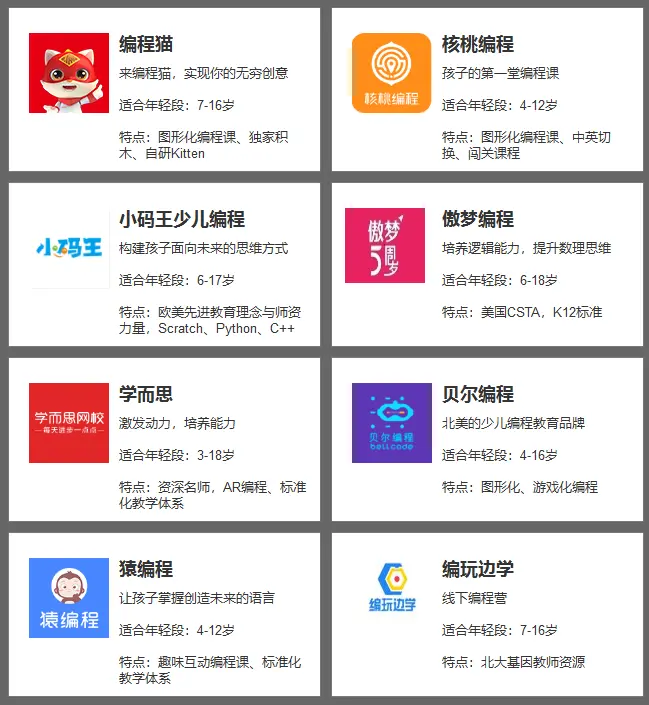 编程猫
来编程猫，实现你的无穷创意
适合年轻段：7-16岁
特点：图形化编程课、独家积
木、自研Kitten
核桃编程
核桃编程
孩子的第一堂编程课
适合年轻段：4-12岁
特点：图形化编程课、中英切
换、闯关课程
小码王
小码王少儿编程
构建孩子面向未来的思维方式
适合年轻段：6-17岁
特点：欧美先进教育理念与师资
力量，Scratch、Python、C++
傲梦
5周岁
傲梦编程
培养逻辑能力，提升数理思维
适合年轻段：6-18岁
特点：美国CSTA，K12标准
学而思网校
—每天进步一点点—
学而思
激发动力，培养能力
适合年轻段：3-18岁
特点：资深名师，AR编程、标准
化教学体系
贝尔编程
bellcode
贝尔编程
北美的少儿编程教育品牌
适合年轻段：4-16岁
特点：图形化、游戏化编程
猿编程
猿编程
让孩子掌握创造未来的语言
适合年轻段：4-12岁
特点：趣味互动编程课、标准化
教学体系
编玩边学
编玩边学
线下编程营
适合年轻段：7-16岁
特点：北大基因教师资源